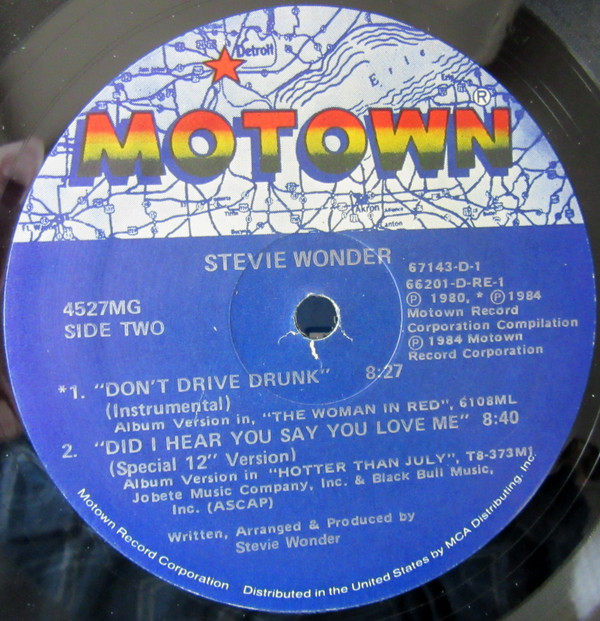 Detroit
Erie
MOTOWN®
Akron
Canton
STEVIE WONDER
4527MG
SIDE TWO
67143-D-1
66201-D-RE-1
Ⓟ 1980, * Ⓟ 1984
Motown Record
Corporation Compilation
Ⓟ 1984 Motown
Record Corporation
*1. "DON'T DRIVE DRUNK" 8:27
(Instrumental)
Album Version in, "THE WOMAN IN RED", 6108ML
2. "DID I HEAR YOU SAY YOU LOVE ME" 8:40
(Special 12" Version)
Album Version in "HOTTER THAN JULY", T8-373M1
Jobete Music Company, Inc. & Black Bull Music,
Inc. (ASCAP)
Written, Arranged & Produced by
Stevie Wonder
Motown Record Corporation Distributed in the United States by MCA Distributing, Inc.